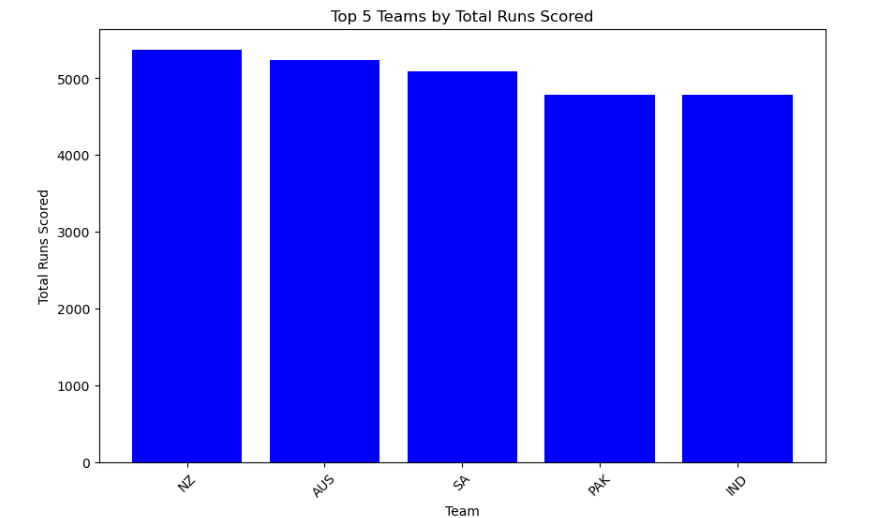 Top 5 Teams by Total Runs Scored
Total Runs Scored
5000
4000
3000
2000
1000
0
NZ
AUS
SA
PAK
IND
Team